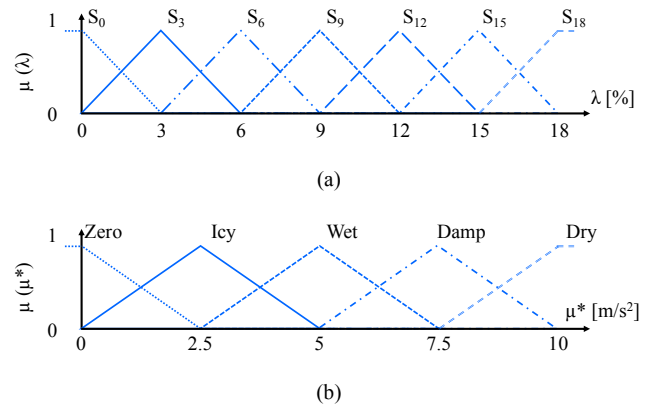 1 S₀ S₃ S₆ S₉ S₁₂ S₁₅ S₁₈
μ (λ)
0
0 3 6 9 12 15 18 λ [%]
(a)
1 Zero Icy Wet Damp Dry
μ (μ*)
0
0 2.5 5 7.5 10 μ* [m/s²]
(b)